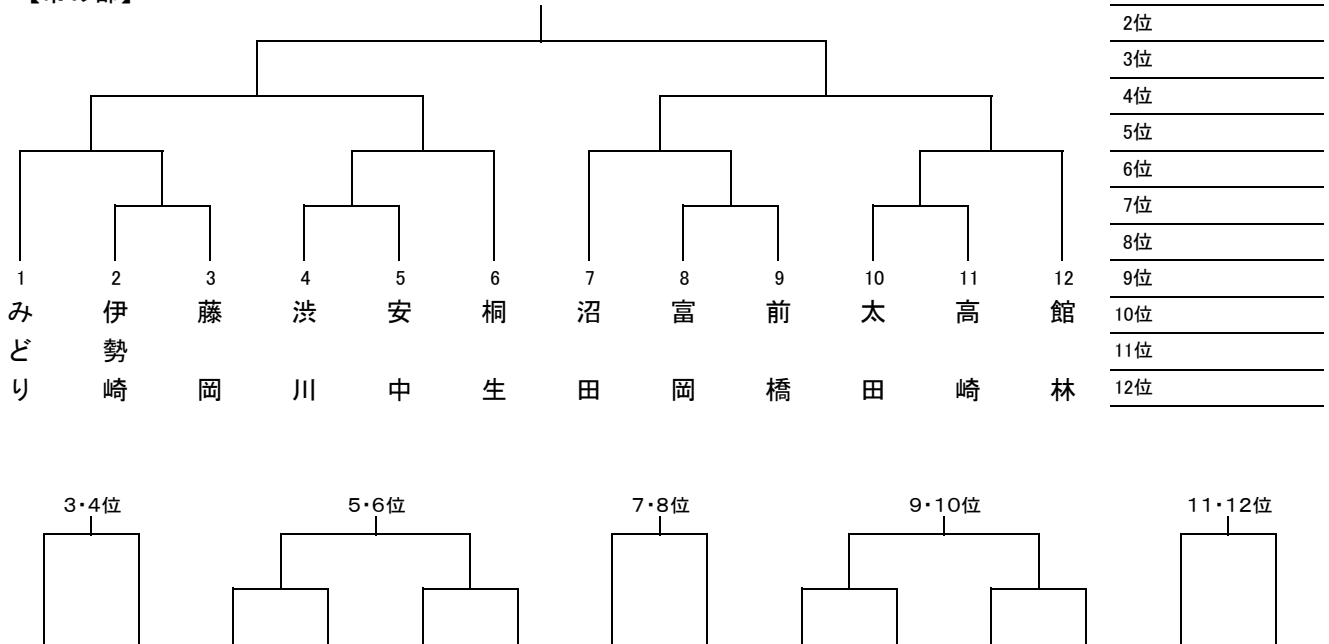 2位
3位
4位
5位
6位
7位
8位
9位
10位
11位
12位
1 2 3 4 5 6 7 8 9 10 11 12
みどり 伊勢崎 藤岡 渋川 安中 桐生 沼田 富岡 前橋 太田 高崎 館林
3・4位 5・6位 7・8位 9・10位 11・12位